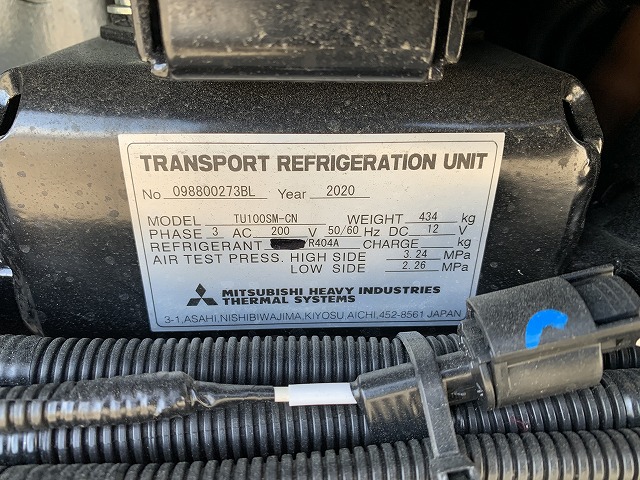 TRANSPORT REFRIGERATION UNIT
No 098800273BL Year 2020
MODEL TU100SM-CN WEIGHT 434 kg
PHASE 3 AC 200 V 50/60 Hz DC 12 V
REFRIGERANT /R404A CHARGE kg
AIR TEST PRESS. HIGH SIDE 3.24 MPa
LOW SIDE 2.26 MPa
MITSUBISHI HEAVY INDUSTRIES
THERMAL SYSTEMS
3-1,ASAHI,NISHIBIWAJIMA,KIYOSU,AICHI,452-8561 JAPAN